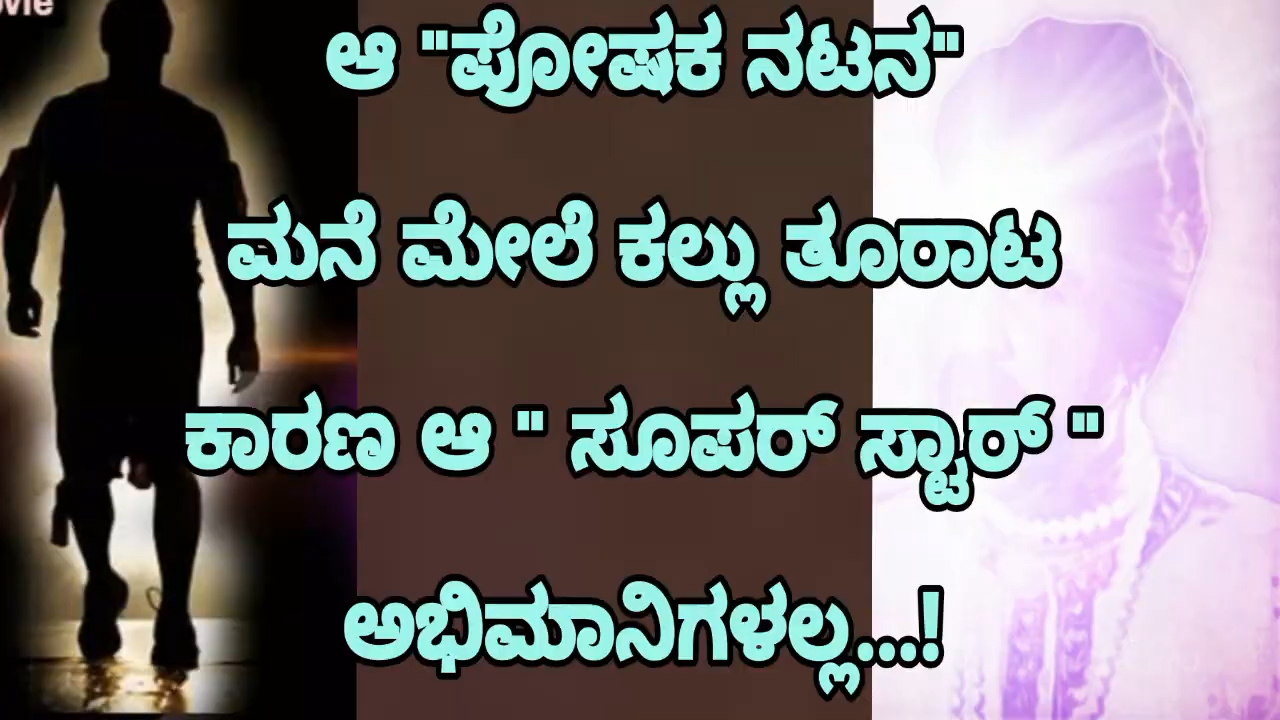 ಆ "ಪೋಷಕ ನಟನ"
ಮನೆ ಮೇಲೆ ಕಲ್ಲು ತೂರಾಟ
ಕಾರಣ ಆ " ಸೂಪರ್ ಸ್ಟಾರ್ "
ಅಭಿಮಾನಿಗಳಲ್ಲ...!